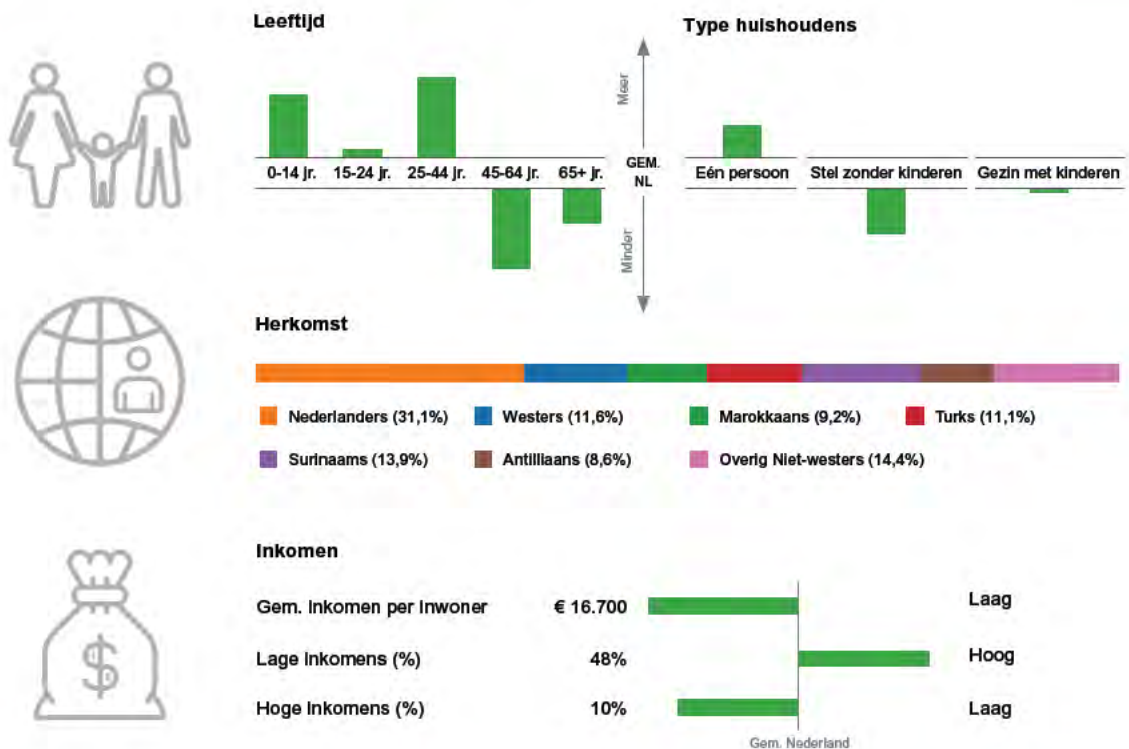 Leeftijd
Type huishoudens
Meer
0-14 jr.
15-24 jr.
25-44 jr.
45-64 jr.
65+ jr.
GEM.
NL
Eén persoon
Stel zonder kinderen
Gezin met kinderen
Minder
Herkomst
Nederlanders (31,1%)
Westers (11,6%)
Marokkaans (9,2%)
Turks (11,1%)
Surinaams (13,9%)
Antilliaans (8,6%)
Overig Niet-westers (14,4%)
Inkomen
Gem. Inkomen per Inwoner € 16.700 Laag
Lage Inkomens (%) 48% Hoog
Hoge Inkomens (%) 10% Laag
$
Gem. Nederland